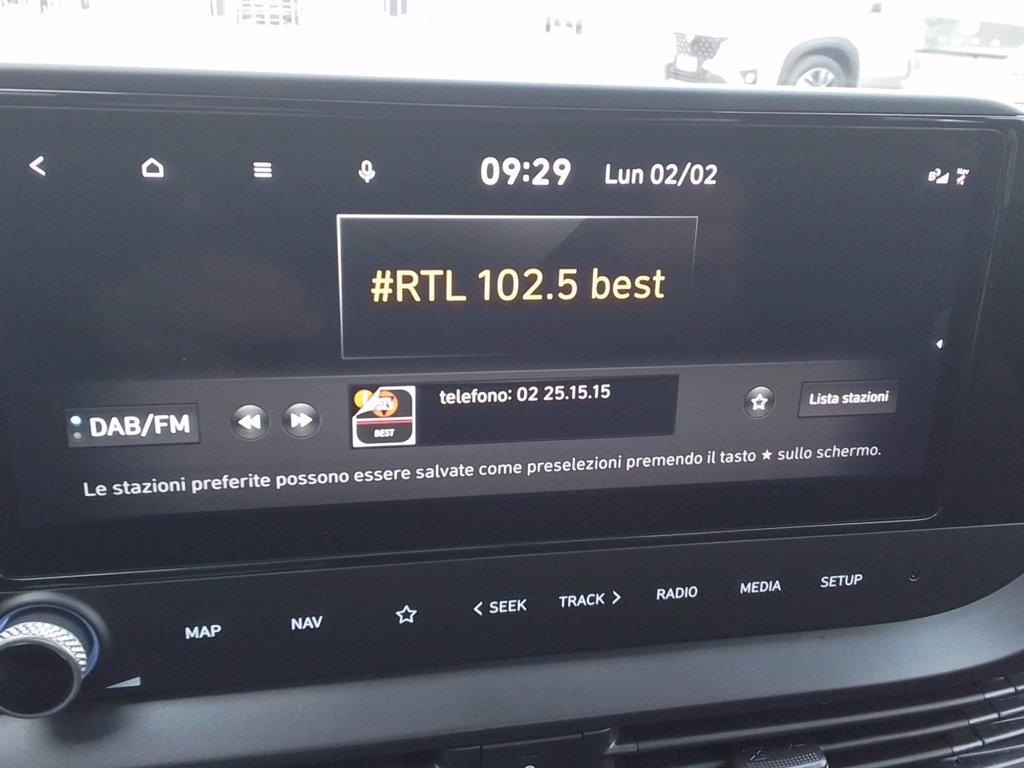 09:29 Lun 02/02
#RTL 102.5 best
DAB/FM
BEST
telefono: 02 25.15.15
Lista stazioni
Le stazioni preferite possono essere salvate come preselezioni premendo il tasto ★ sullo schermo.
MAP NAV ☆ < SEEK TRACK > RADIO MEDIA SETUP